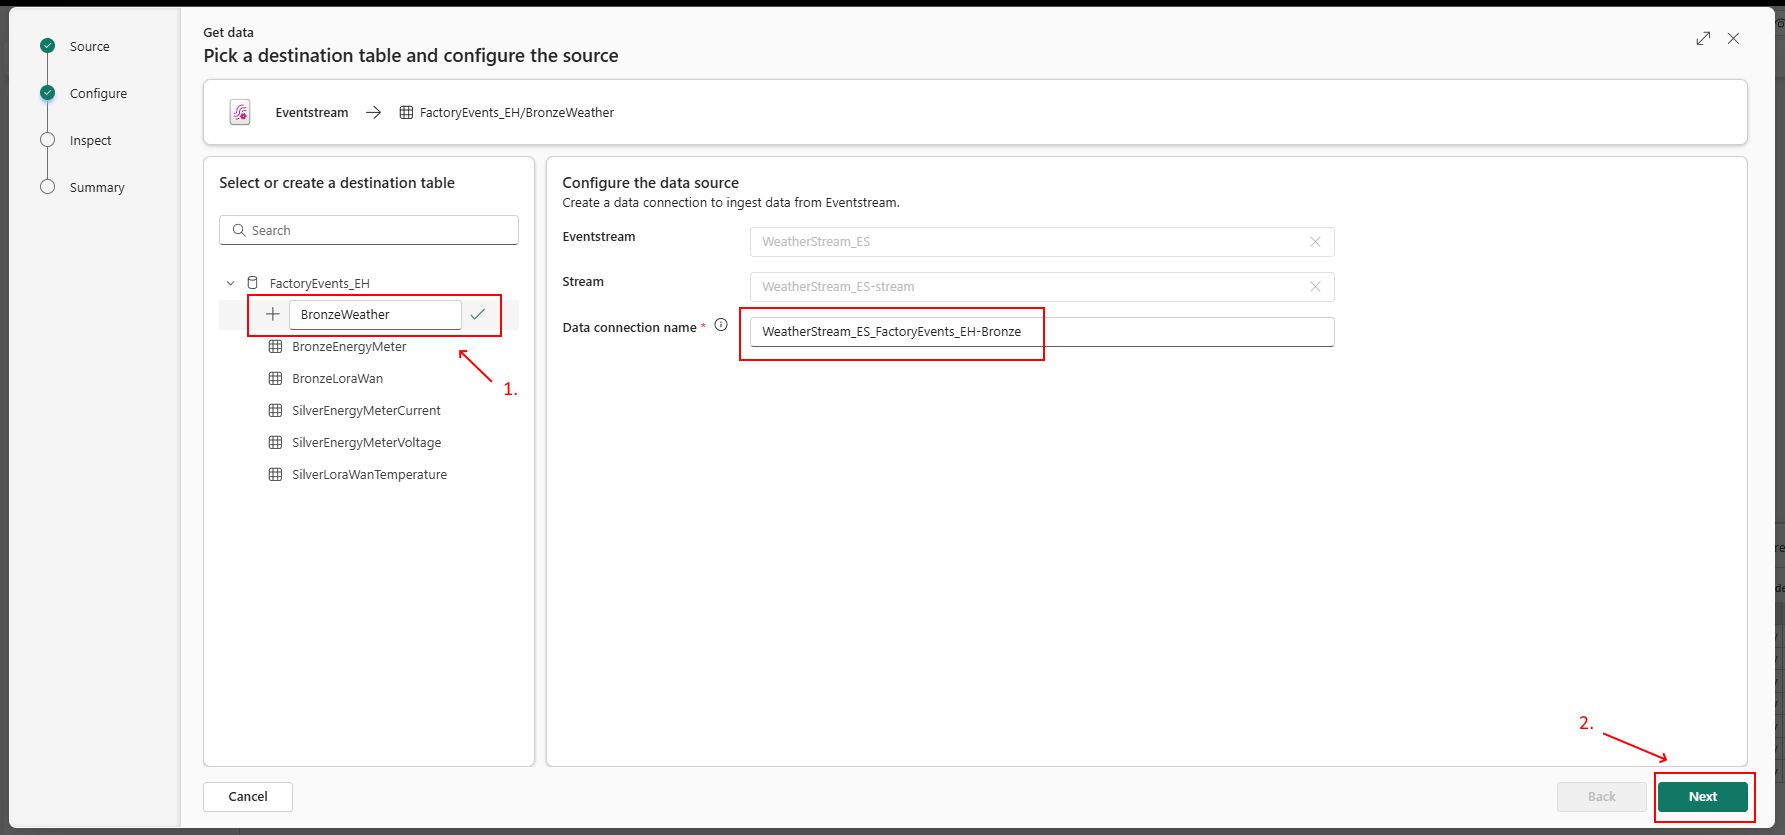 Source
Configure
Inspect
Summary
Get data
Pick a destination table and configure the source
Eventstream
FactoryEvents_EH/BronzeWeather
Select or create a destination table
Search
FactoryEvents_EH
BronzeWeather
BronzeEnergyMeter
1.
BronzeLoraWan
SilverEnergyMeterCurrent
SilverEnergyMeterVoltage
SilverLoraWanTemperature
Configure the data source
Create a data connection to ingest data from Eventstream.
Eventstream
WeatherStream_ES
Stream
WeatherStream_ES-stream
Data connection name *
WeatherStream_ES_FactoryEvents_EH-Bronze
2.
Cancel
Back
Next